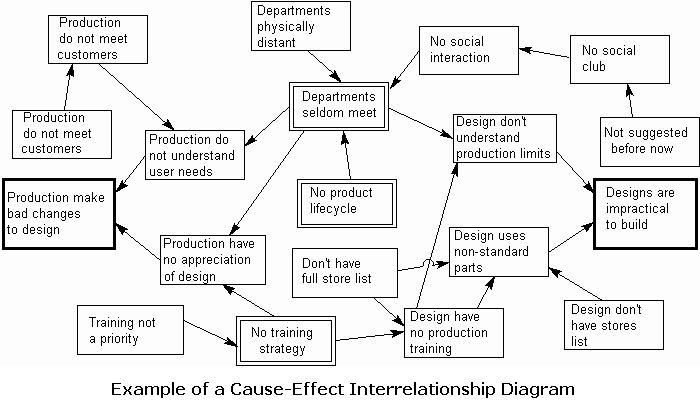 Production
do not meet
customers
Departments
physically
distant
No social
interaction
No social
club
Departments
seldom meet
Production
do not meet
customers
Production do
not understand
user needs
Design don't
understand
production limits
Not suggested
before now
Production make
bad changes
to design
No product
lifecycle
Designs are
impractical
to build
Production have
no appreciation
of design
Don't have
full store list
Design uses
non-standard
parts
Training not
a priority
No training
strategy
Design have
no production
training
Design don't
have stores
list
Example of a Cause-Effect Interrelationship Diagram